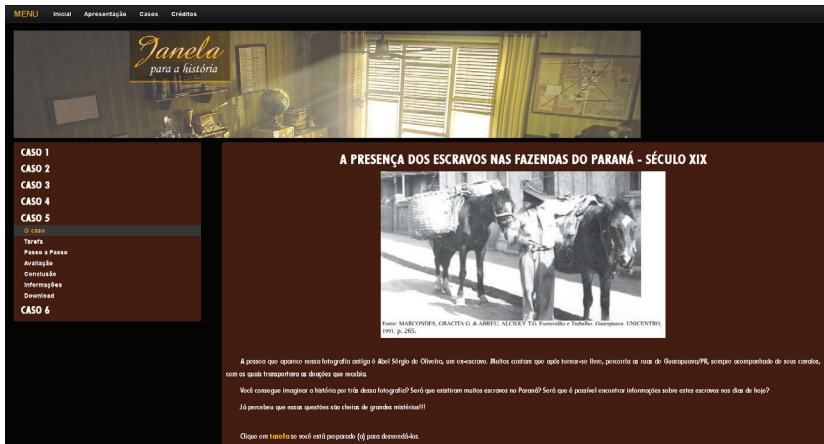 MENU Inicial Apresentação Casos Créditos
Janela
para a história
CASO 1
CASO 2
CASO 3
CASO 4
CASO 5
O caso
Tarefa
Passo a Passo
Avaliação
Conclusão
Informações
Download
CASO 6
A PRESENÇA DOS ESCRAVOS NAS FAZENDAS DO PARANÁ - SÉCULO XIX
Fonte: MARCONDES, GRACITA G. & ABREU, ALCIOLY T.G. Escravidão e Trabalho. Guarapuava. UNICENTRO,
1991. p. 265.
A pessoa que aparece nessa fotografia antiga é Abel Sérgio de Oliveira, um ex-escravo. Muitos contam que após tornar-se livre, percorria as ruas de Guarapuava/PR, sempre acompanhado de seus cavalos,
com os quais transportava as doações que recebia.
Você consegue imaginar a história por trás dessa fotografia? Será que existiram muitos escravos no Paraná? Será que é possível encontrar informações sobre estes escravos nos dias de hoje?
Já percebeu que essas questões são cheias de grandes mistérios!!!
Clique em tarefa se você está preparado (a) para desvendá-los.